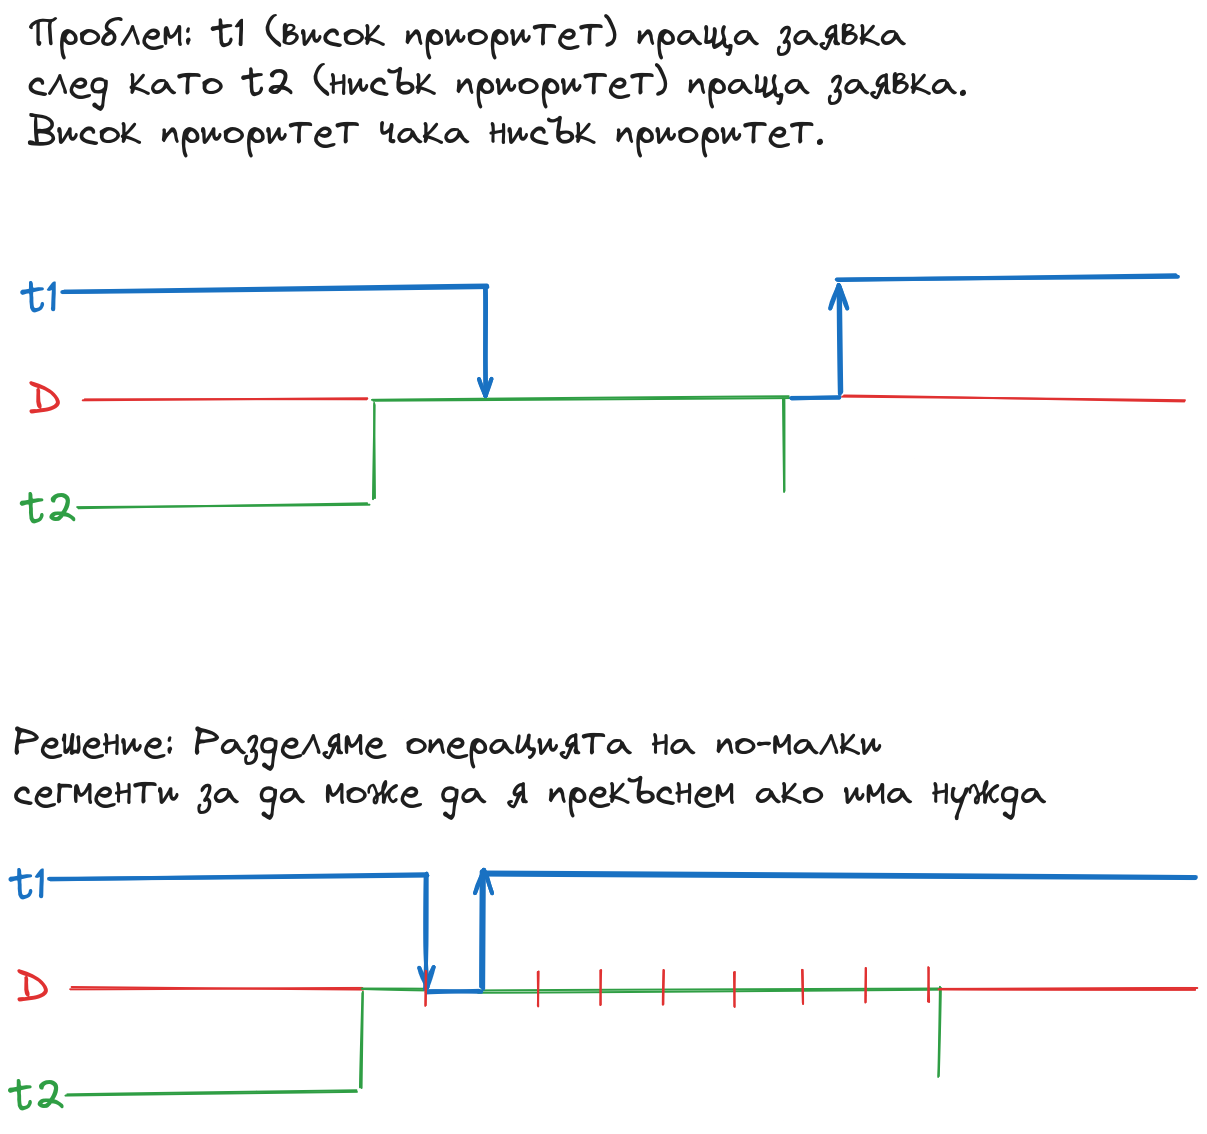 Проблем: t1 (висок приоритет) праща заявка
след като t2 (нисък приоритет) праща заявка.
Висок приоритет чака нисък приоритет.
t1
D
t2
Решение: Разделяме операцията на по-малки
сегменти за да може да я прекъснем ако има нужда
t1
D
t2